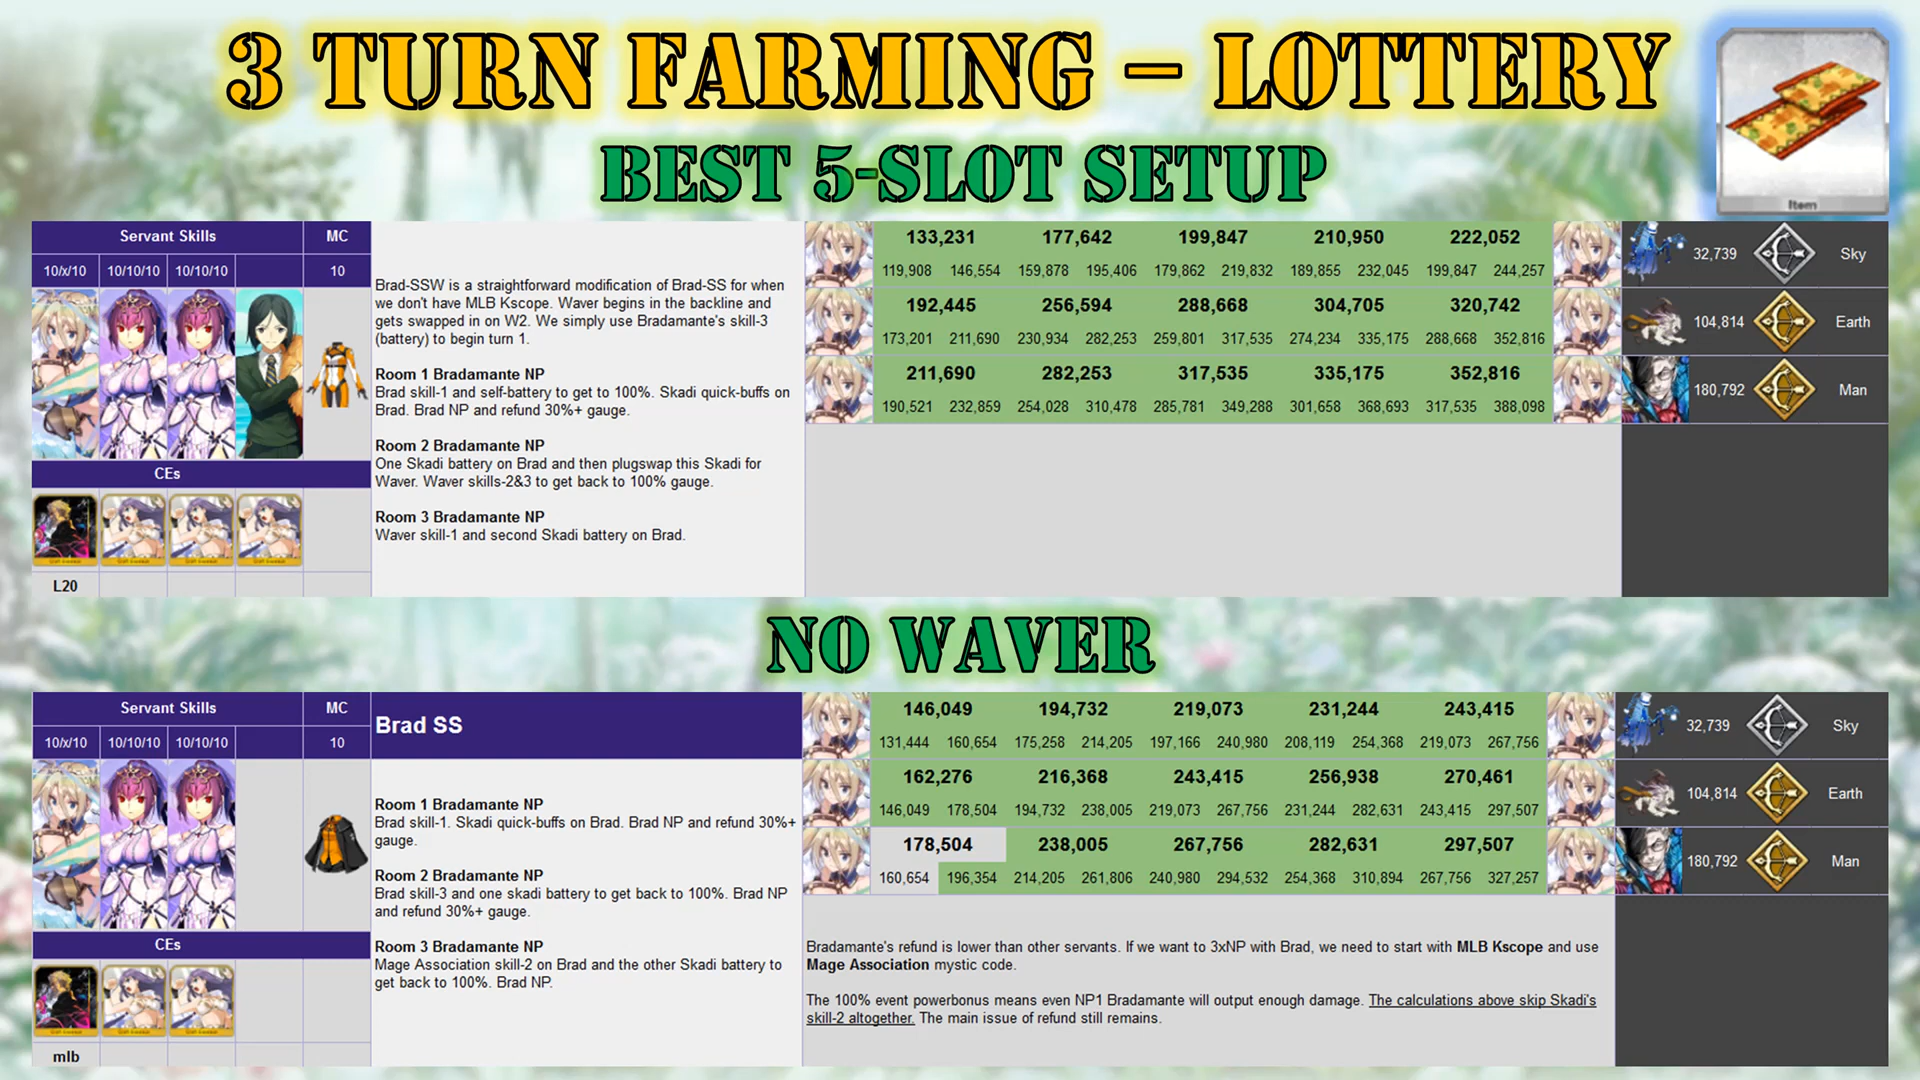 3 TURN FARMING – LOTTERY
Item
BEST 5-SLOT SETUP
Servant Skills MC
10/x/10 10/10/10 10/10/10 10
CEs
L20
Brad-SSW is a straightforward modification of Brad-SS for when
we don't have MLB Kscope. Waver begins in the backline and
gets swapped in on W2. We simply use Bradamante's skill-3
(battery) to begin turn 1.
Room 1 Bradamante NP
Brad skill-1 and self-battery to get to 100%. Skadi quick-buffs on
Brad. Brad NP and refund 30%+ gauge.
Room 2 Bradamante NP
One Skadi battery on Brad and then plugswap this Skadi for
Waver. Waver skills-2&3 to get back to 100% gauge.
Room 3 Bradamante NP
Waver skill-1 and second Skadi battery on Brad.
133,231 177,642 199,847 210,950 222,052
119,908 146,554 159,878 195,406 179,862 219,832 189,855 232,045 199,847 244,257
32,739 Sky
192,445 256,594 288,668 304,705 320,742
173,201 211,690 230,934 282,253 259,801 317,535 274,234 335,175 288,668 352,816
104,814 Earth
211,690 282,253 317,535 335,175 352,816
190,521 232,859 254,028 310,478 285,781 349,288 301,658 368,693 317,535 388,098
180,792 Man
NO WAVER
Servant Skills MC
10/x/10 10/10/10 10/10/10 10
CEs
mlb
Brad SS
Room 1 Bradamante NP
Brad skill-1. Skadi quick-buffs on Brad. Brad NP and refund 30%+
gauge.
Room 2 Bradamante NP
Brad skill-3 and one skadi battery to get back to 100%. Brad NP
and refund 30%+ gauge.
Room 3 Bradamante NP
Mage Association skill-2 on Brad and the other Skadi battery to
get back to 100%. Brad NP.
146,049 194,732 219,073 231,244 243,415
131,444 160,654 175,258 214,205 197,166 240,980 208,119 254,368 219,073 267,756
32,739 Sky
162,276 216,368 243,415 256,938 270,461
146,049 178,504 194,732 238,005 219,073 267,756 231,244 282,631 243,415 297,507
104,814 Earth
178,504 238,005 267,756 282,631 297,507
160,654 196,354 214,205 261,806 240,980 294,532 254,368 310,894 267,756 327,257
180,792 Man
Bradamante's refund is lower than other servants. If we want to 3xNP with Brad, we need to start with MLB Kscope and use
Mage Association mystic code.
The 100% event powerbonus means even NP1 Bradamante will output enough damage. The calculations above skip Skadi's
skill-2 altogether. The main issue of refund still remains.